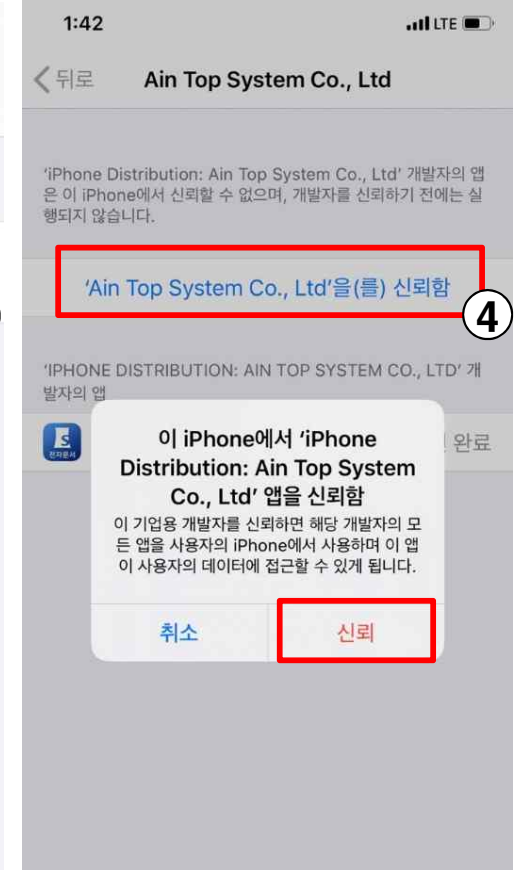 1:42
LTE
뒤로
Ain Top System Co., Ltd
‘iPhone Distribution: Ain Top System Co., Ltd’ 개발자의 앱
은 이 iPhone에서 신뢰할 수 없으며, 개발자를 신뢰하기 전에는 실
행되지 않습니다.
‘Ain Top System Co., Ltd’을(를) 신뢰함
4
‘IPHONE DISTRIBUTION: AIN TOP SYSTEM CO., LTD’ 개
발자의 앱
S
전자문서
완료
이 iPhone에서 ‘iPhone
Distribution: Ain Top System
Co., Ltd’ 앱을 신뢰함
이 기업용 개발자를 신뢰하면 해당 개발자의 모
든 앱을 사용자의 iPhone에서 사용하며 이 앱
이 사용자의 데이터에 접근할 수 있게 됩니다.
취소
신뢰